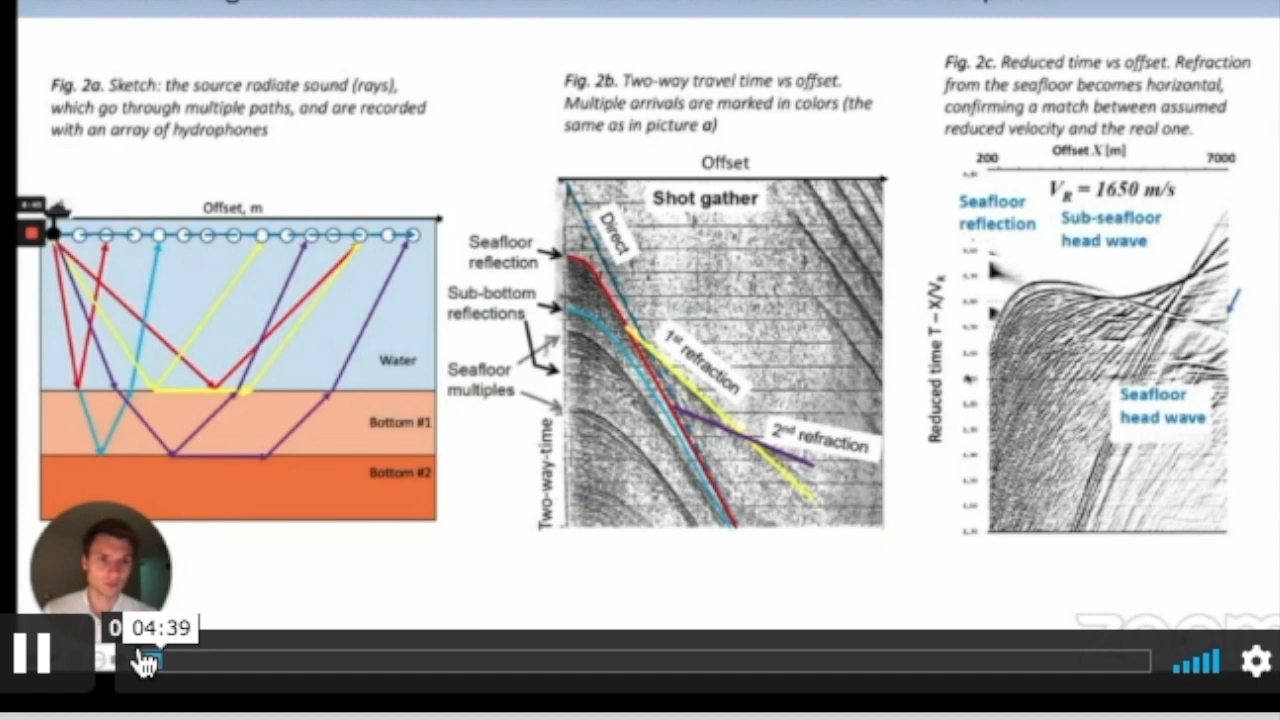 Fig. 2a. Sketch: the source radiate sound (rays),
which go through multiple paths, and are recorded
with an array of hydrophones
Offset, m
Water
Bottom #1
Bottom #2
Fig. 2b. Two-way travel time vs offset.
Multiple arrivals are marked in colors (the
same as in picture a)
Offset
Shot gather
Direct
Seafloor
reflection
Sub-bottom
reflections
Seafloor
multiples
1st refraction
2nd refraction
Two-way-time
Fig. 2c. Reduced time vs offset. Refraction
from the seafloor becomes horizontal,
confirming a match between assumed
reduced velocity and the real one.
200
Offset X [m]
7000
VR = 1650 m/s
Seafloor
reflection
Sub-seafloor
head wave
Seafloor
head wave
Reduced time T – X/VR
zoom
04:39